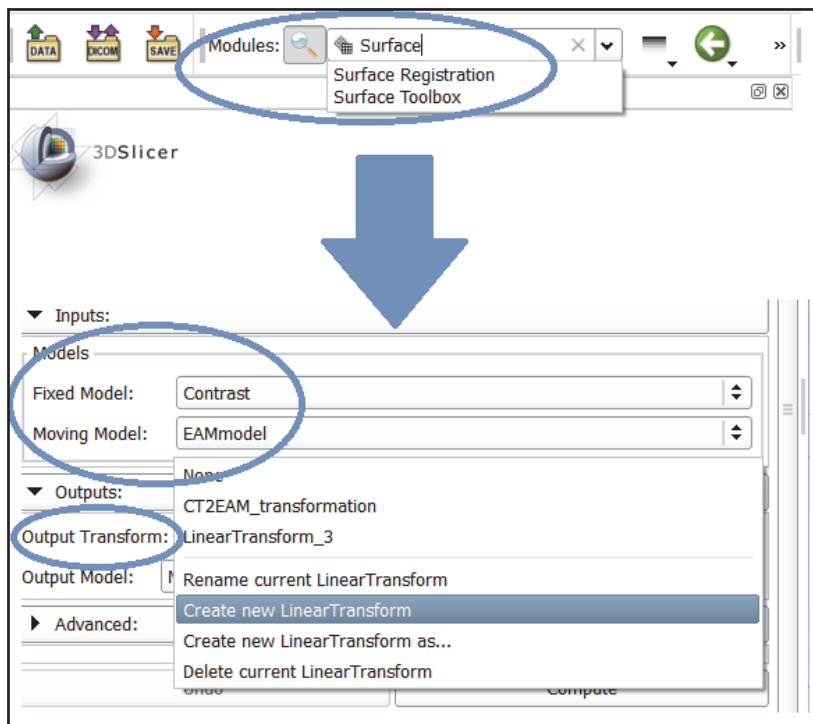 DATA DICOM SAVE Modules: Surface
Surface Registration
Surface Toolbox
3DSlicer
Inputs:
Models
Fixed Model: Contrast
Moving Model: EAMmodel
None
Outputs:
CT2EAM_transformation
Output Transform: LinearTransform_3
Output Model:
Rename current LinearTransform
Create new LinearTransform
Advanced:
Create new LinearTransform as...
Delete current LinearTransform
Undo Compute